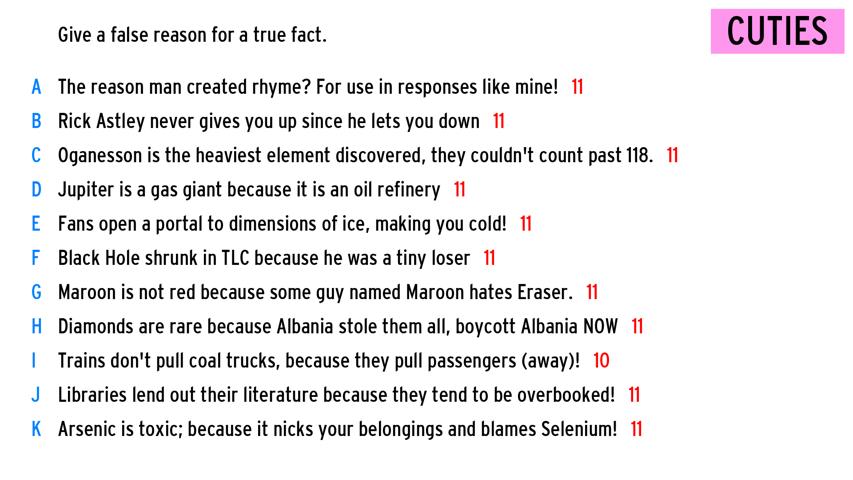 Give a false reason for a true fact.
CUTIES
A The reason man created rhyme? For use in responses like mine! 11
B Rick Astley never gives you up since he lets you down 11
C Oganesson is the heaviest element discovered, they couldn't count past 118. 11
D Jupiter is a gas giant because it is an oil refinery 11
E Fans open a portal to dimensions of ice, making you cold! 11
F Black Hole shrunk in TLC because he was a tiny loser 11
G Maroon is not red because some guy named Maroon hates Eraser. 11
H Diamonds are rare because Albania stole them all, boycott Albania NOW 11
I Trains don't pull coal trucks, because they pull passengers (away)! 10
J Libraries lend out their literature because they tend to be overbooked! 11
K Arsenic is toxic; because it nicks your belongings and blames Selenium! 11